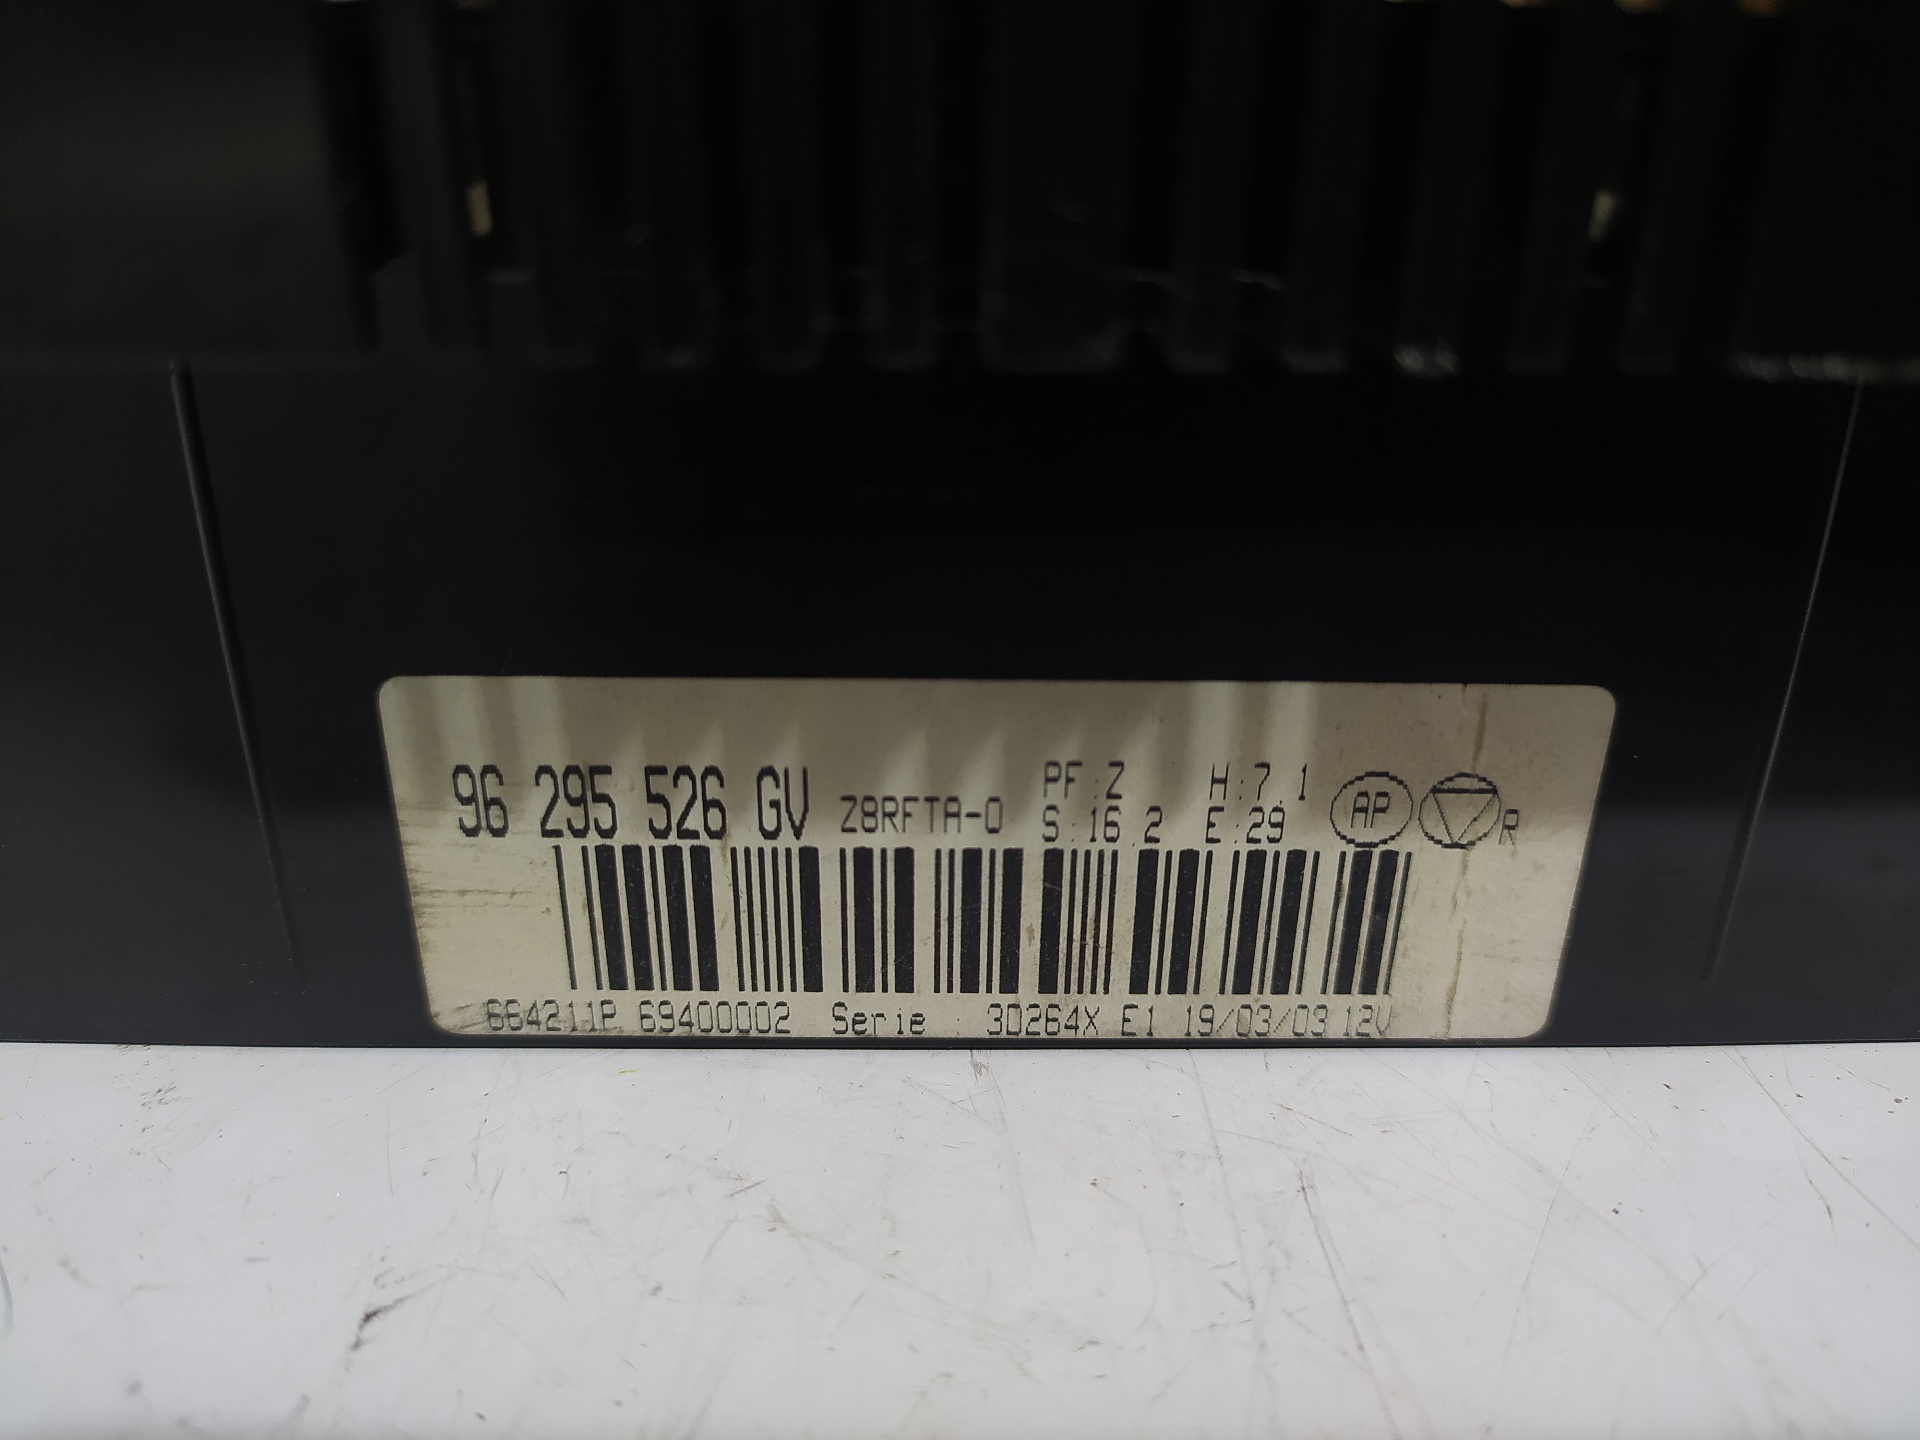 96 295 526 GV Z8RFTA-0 PF:Z H:7.1 AP R
S:16.2 E:29
664211P 69400002 Serie : 30264X E1 19/03/03 12V